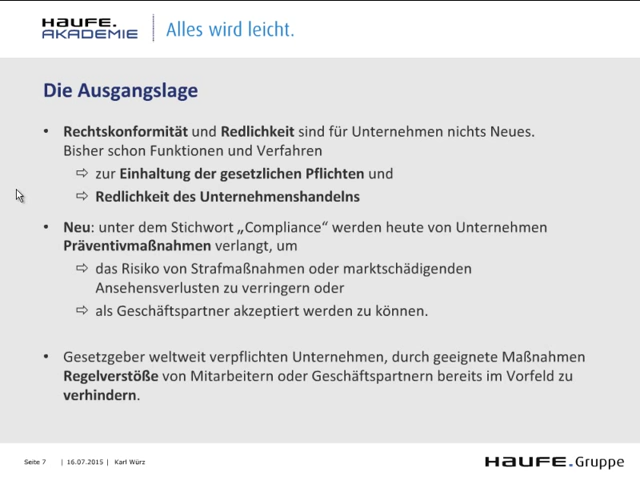 HAUFE.
AKADEMIE
Alles wird leicht.
Die Ausgangslage
• Rechtskonformität und Redlichkeit sind für Unternehmen nichts Neues.
Bisher schon Funktionen und Verfahren
⇨ zur Einhaltung der gesetzlichen Pflichten und
⇨ Redlichkeit des Unternehmenshandelns
• Neu: unter dem Stichwort „Compliance“ werden heute von Unternehmen
Präventivmaßnahmen verlangt, um
⇨ das Risiko von Strafmaßnahmen oder marktschädigenden
Ansehensverlusten zu verringern oder
⇨ als Geschäftspartner akzeptiert werden zu können.
• Gesetzgeber weltweit verpflichten Unternehmen, durch geeignete Maßnahmen
Regelverstöße von Mitarbeitern oder Geschäftspartnern bereits im Vorfeld zu
verhindern.
Seite 7 | 16.07.2015 | Karl Würz
HAUFE.Gruppe